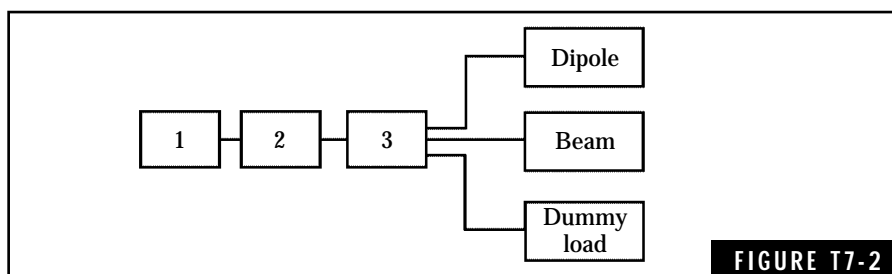 Dipole
1
2
3
Beam
Dummy
load
FIGURE T7-2